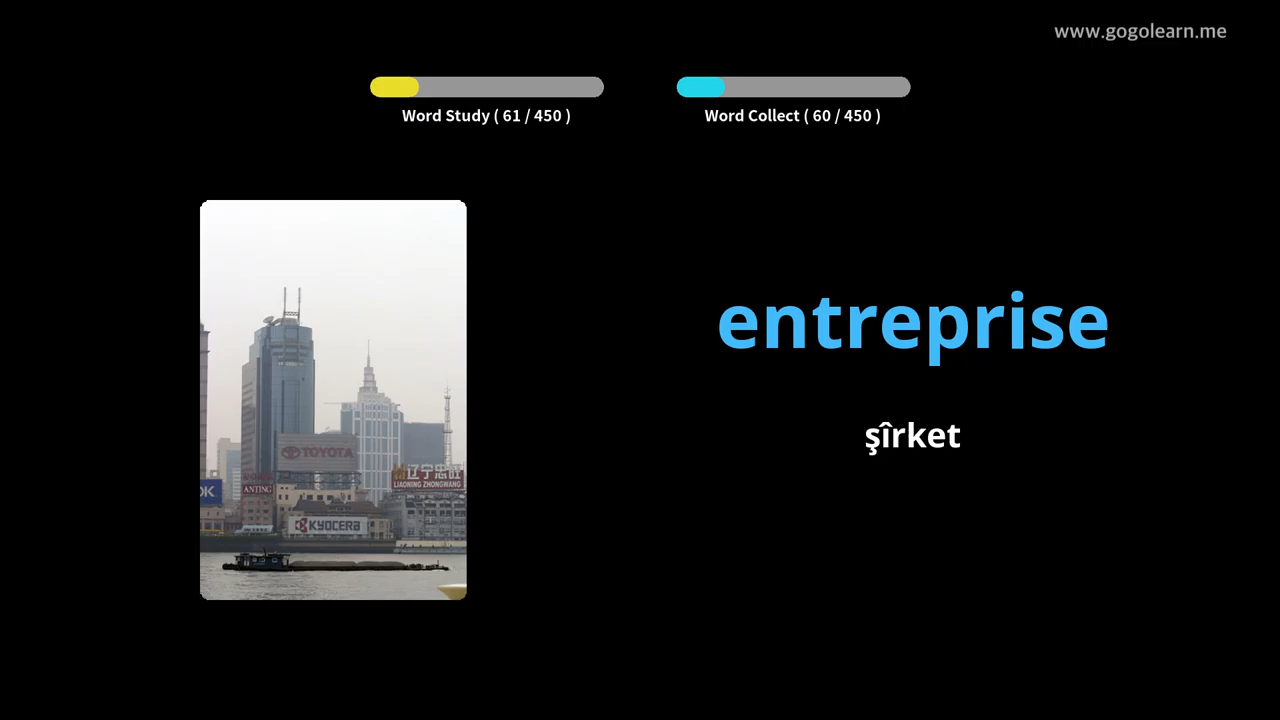 www.gogolearn.me
Word Study ( 61 / 450 )
Word Collect ( 60 / 450 )
entreprise
şîrket
TOYOTA
辽宁忠旺
LIAONING ZHONGWANG
OK
ANTING
KYOCERA